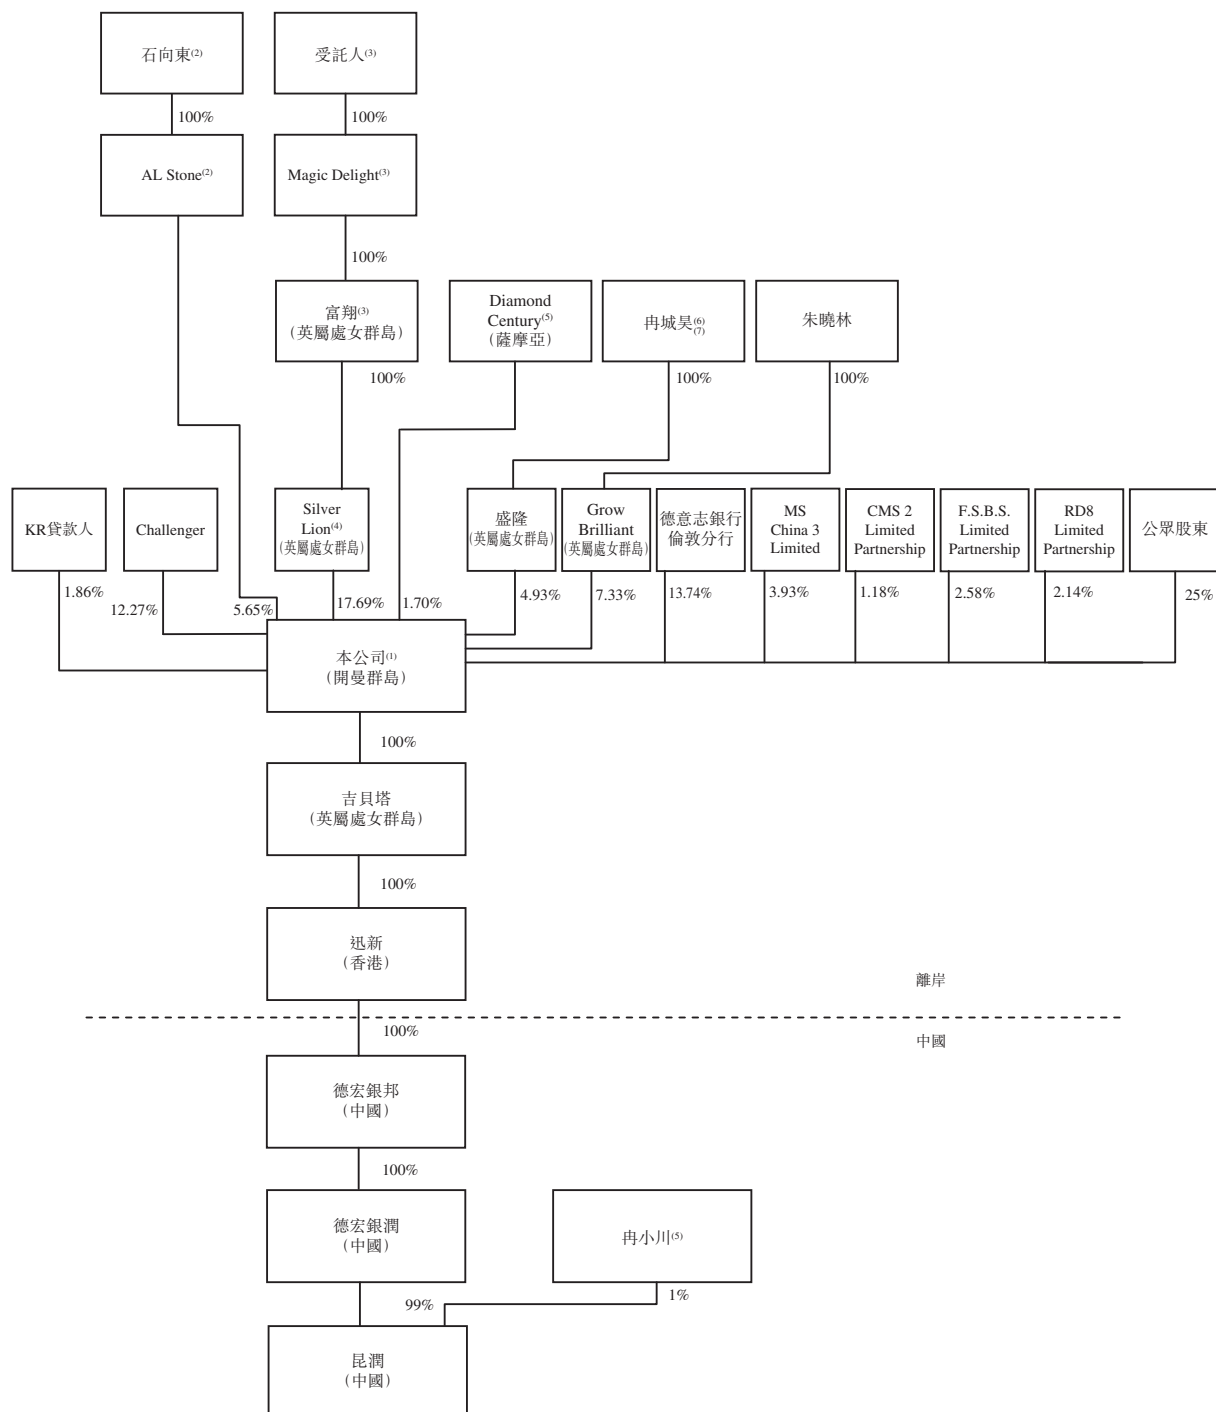 石向東(2)
受託人(3)
100%
100%
AL Stone(2)
Magic Delight(3)
100%
富翔(3)
(英屬處女群島)
Diamond
Century(5)
(薩摩亞)
冉城昊(6)(7)
朱曉林
100%
100%
100%
KR貸款人
Challenger
Silver
Lion(4)
(英屬處女群島)
盛隆
(英屬處女群島)
Grow
Brilliant
(英屬處女群島)
德意志銀行
倫敦分行
MS
China 3
Limited
CMS 2
Limited
Partnership
F.S.B.S.
Limited
Partnership
RD8
Limited
Partnership
公眾股東
1.86%
12.27%
5.65%
17.69%
1.70%
4.93%
7.33%
13.74%
3.93%
1.18%
2.58%
2.14%
25%
本公司(1)
(開曼群島)
100%
吉貝塔
(英屬處女群島)
100%
迅新
(香港)
離岸
100%
中國
德宏銀邦
(中國)
100%
德宏銀潤
(中國)
冉小川(5)
99%
1%
昆潤
(中國)